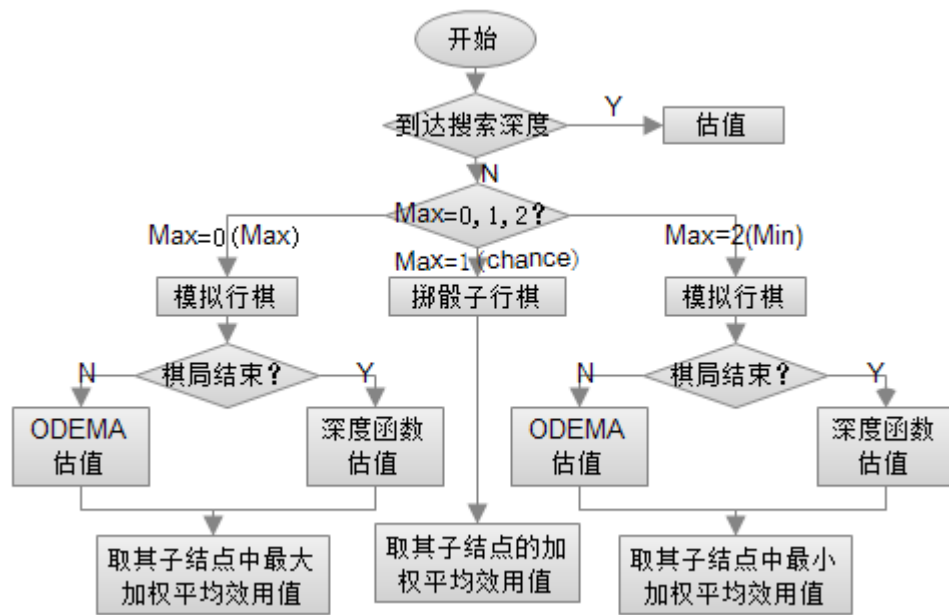 开始
到达搜索深度
Y
估值
N
Max=0,1,2?
Max=0(Max)
Max=1(chance)
Max=2(Min)
模拟行棋
掷骰子行棋
模拟行棋
N
棋局结束?
Y
N
棋局结束?
Y
ODEMA
估值
深度函数
估值
ODEMA
估值
深度函数
估值
取其子结点中最大
加权平均效用值
取其子结点的加
权平均效用值
取其子结点中最小
加权平均效用值